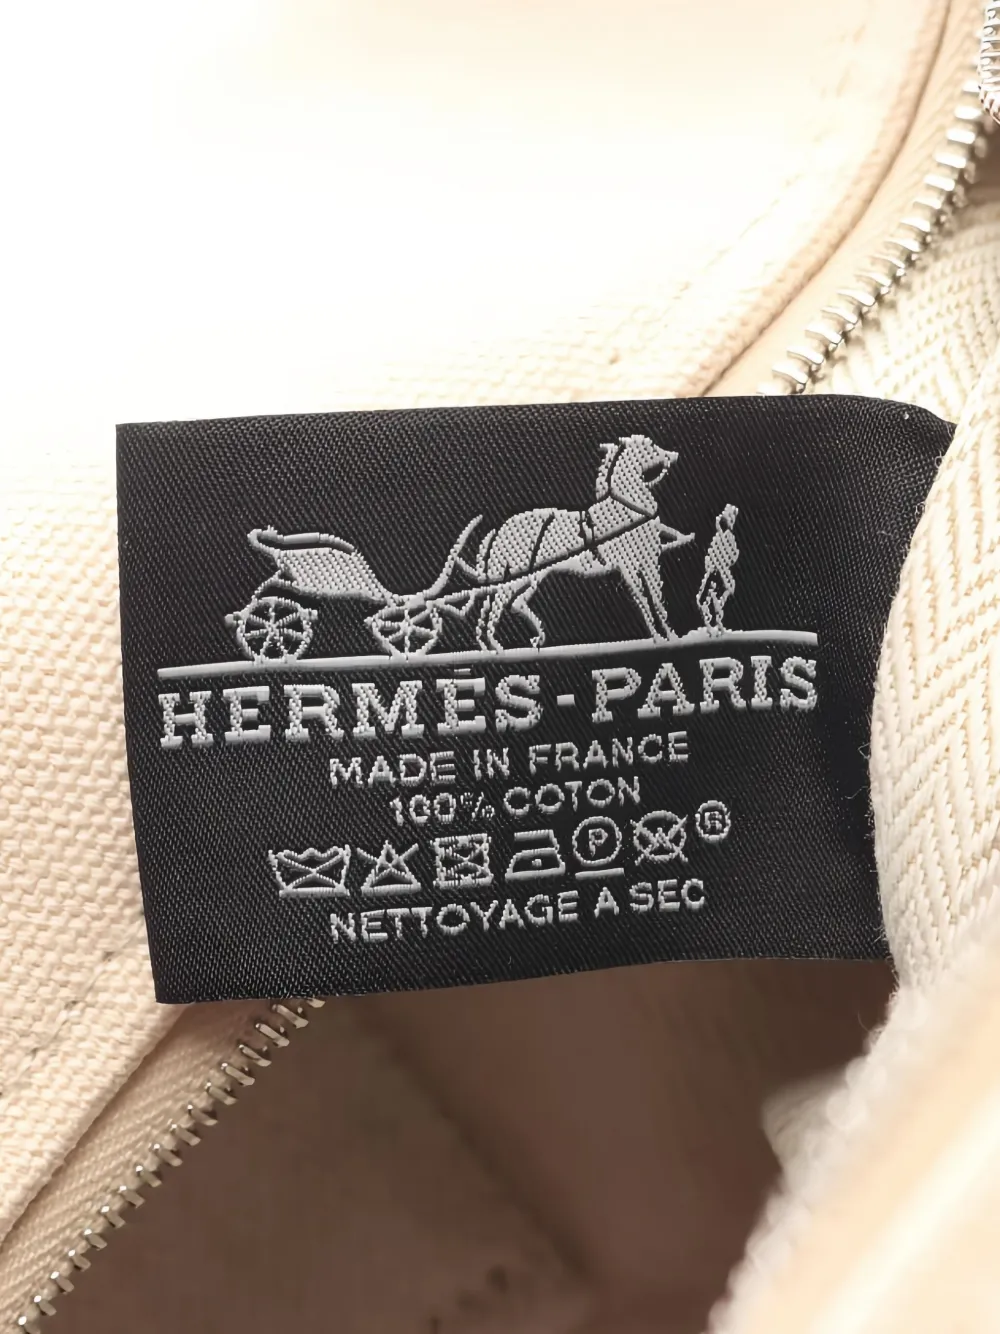 HERMÈS-PARIS
MADE IN FRANCE
100% COTON
P W ®
NETTOYAGE A SEC